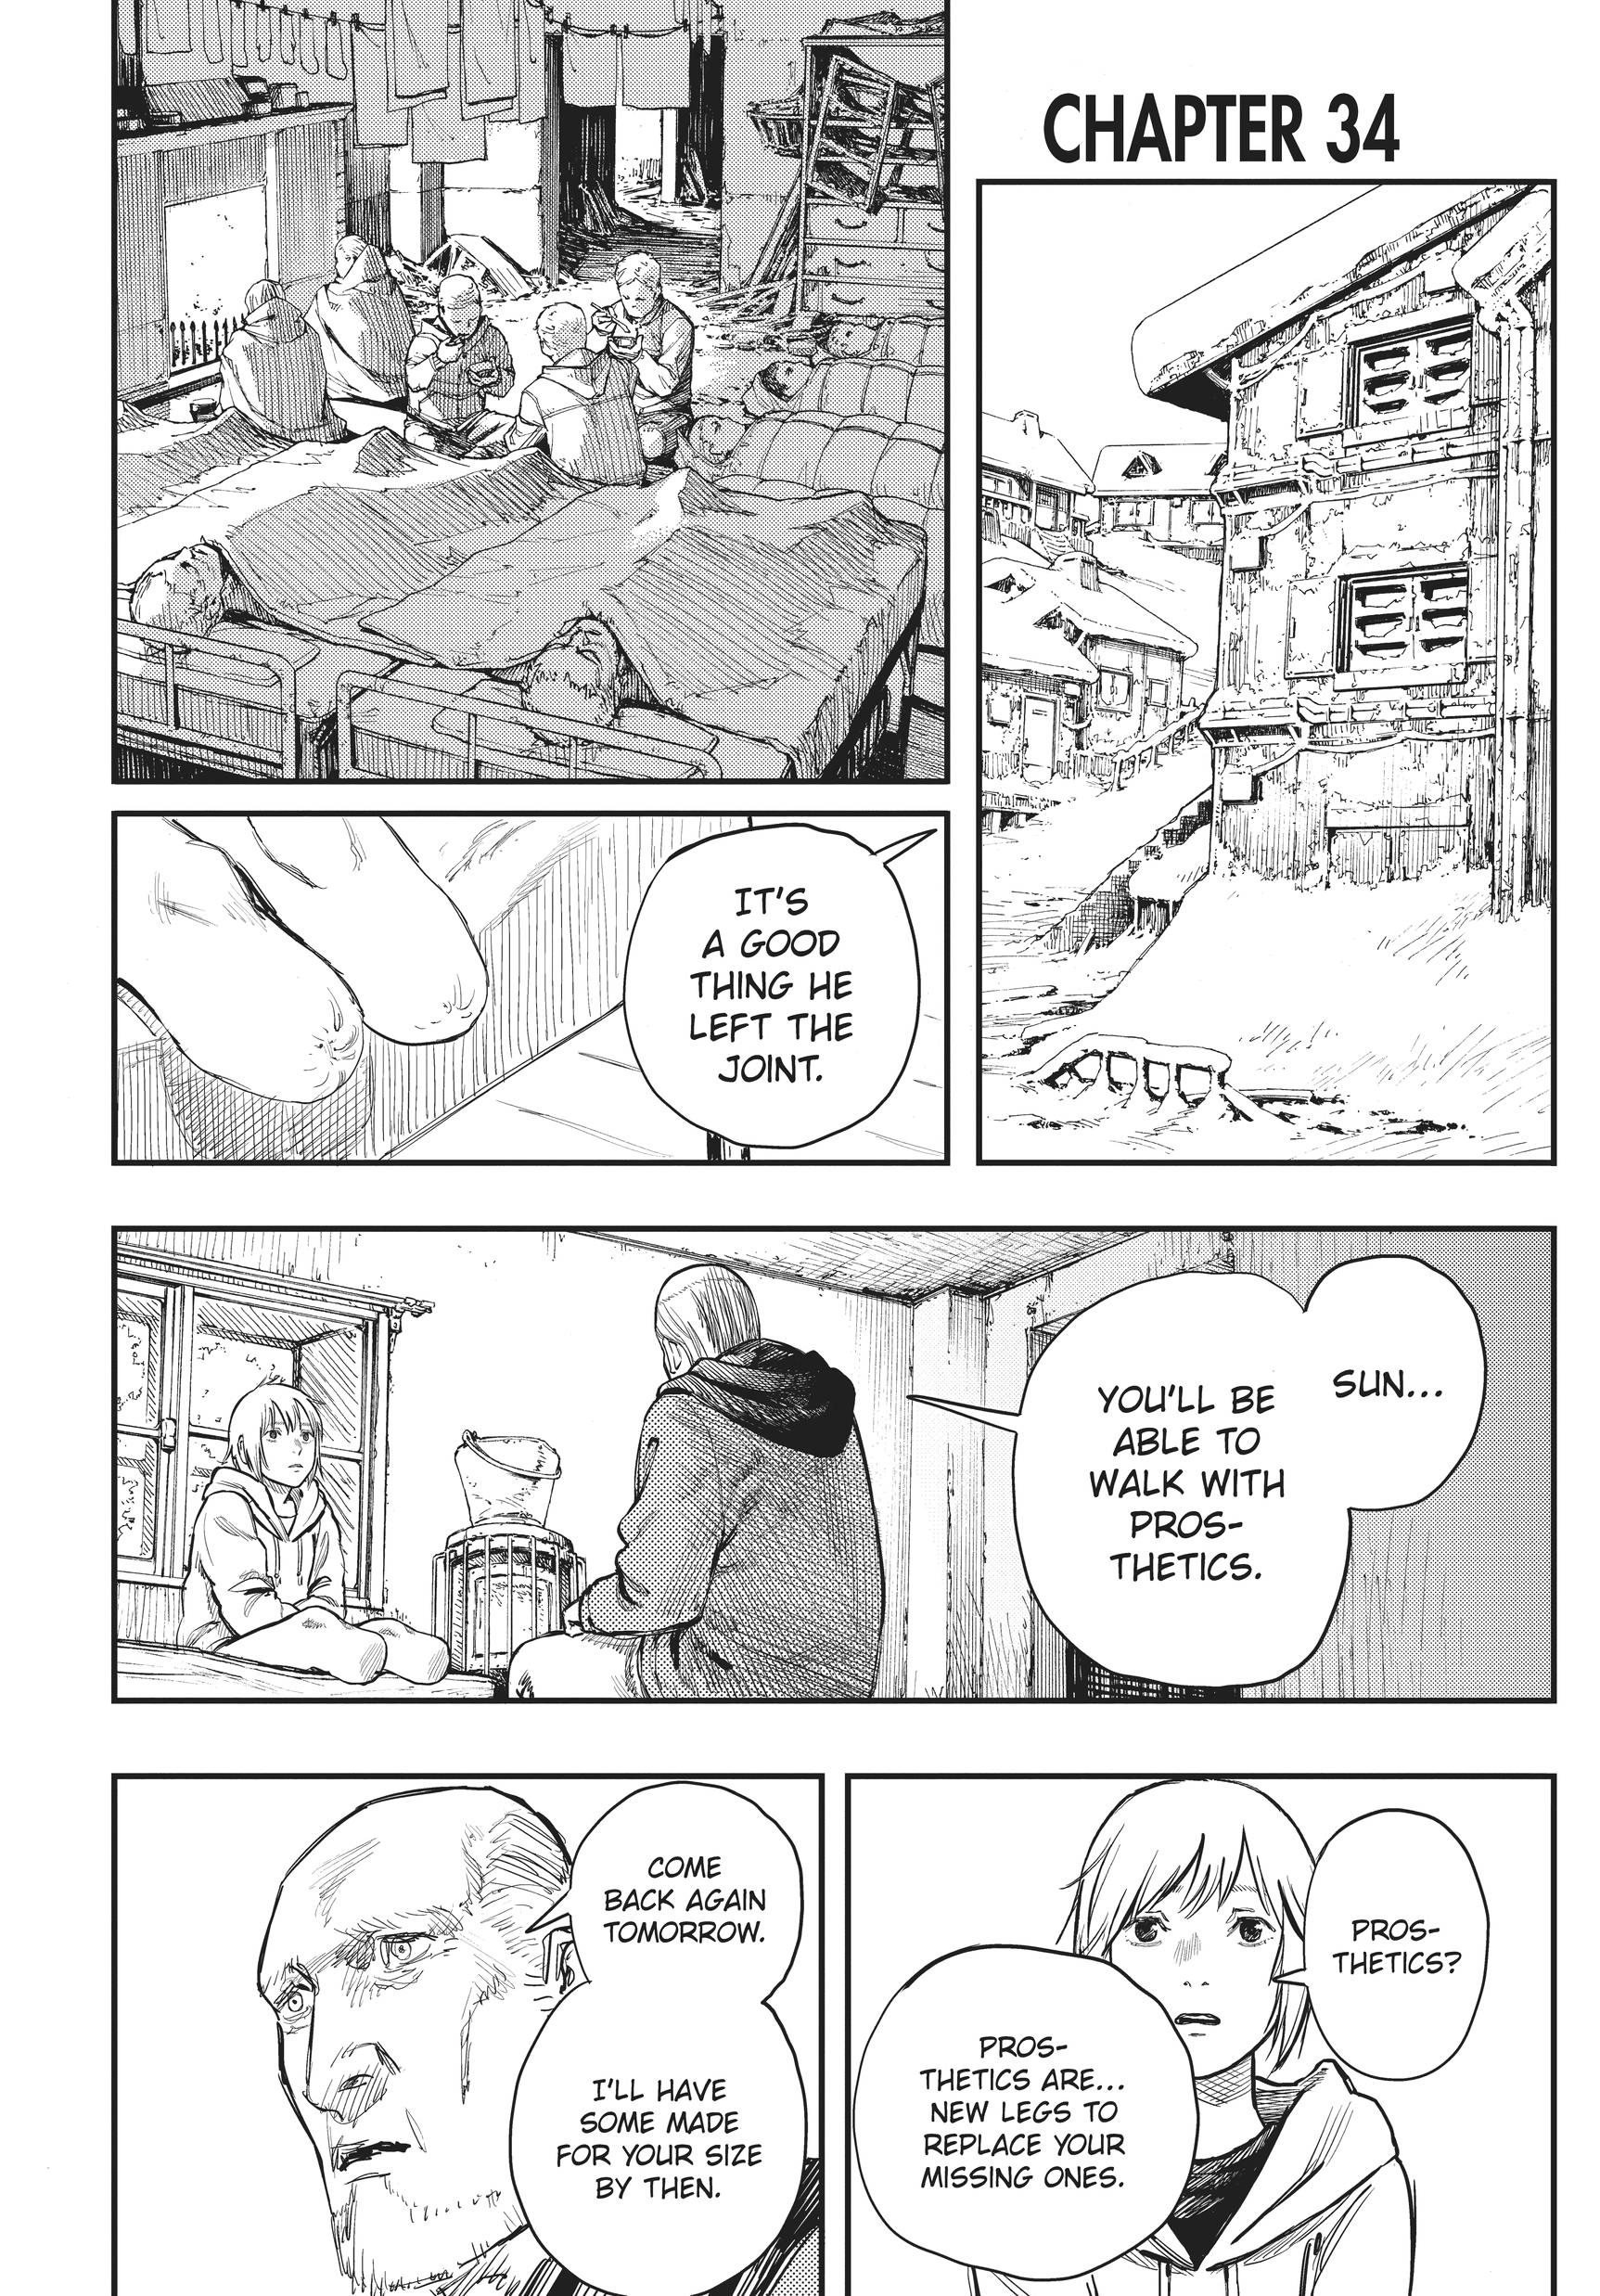 CHAPTER 34
IT'S
A GOOD
THING HE
LEFT THE
JOINT.
SUN...
YOU'LL BE
ABLE TO
WALK WITH
PROS-
THETICS.
PROS-
THETICS?
PROS-
THETICS ARE...
NEW LEGS TO
REPLACE YOUR
MISSING ONES.
COME
BACK AGAIN
TOMORROW.
I'LL HAVE
SOME MADE
FOR YOUR SIZE
BY THEN.